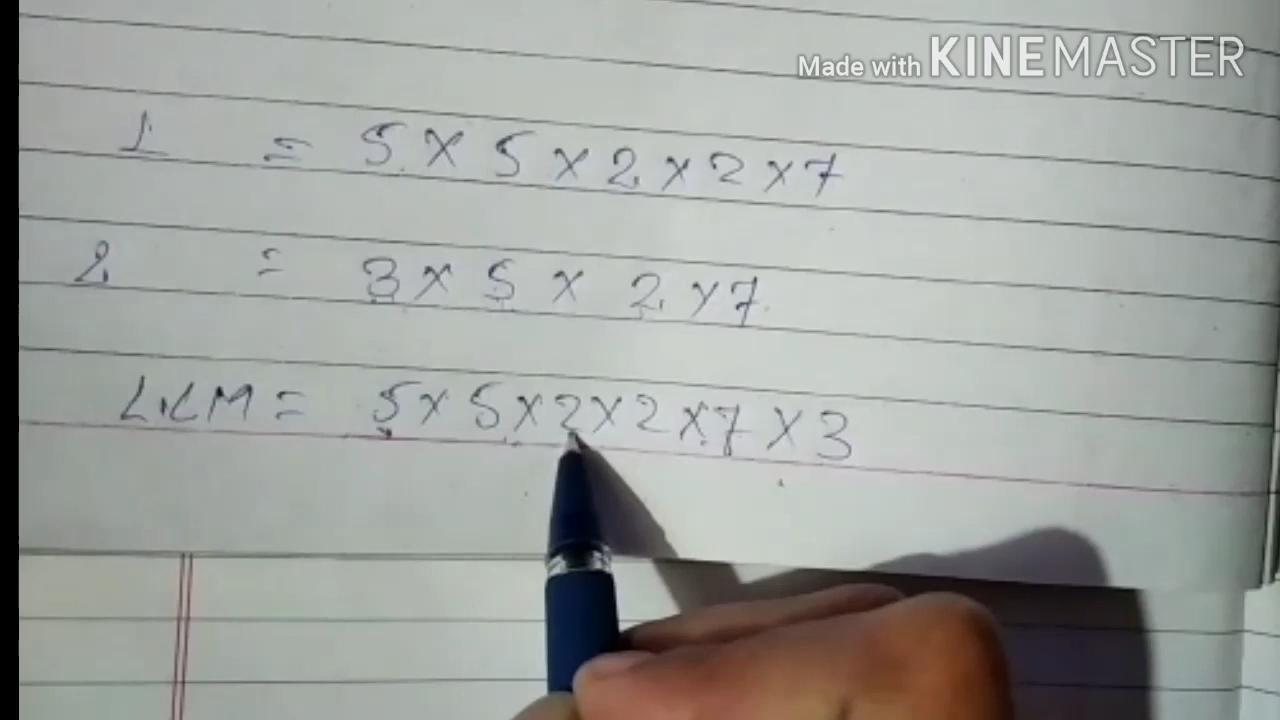 Made with KINEMASTER
1 = 5 × 5 × 2 × 2 × 7
2 = 3 × 5 × 2 × 7
LCM = 5 × 5 × 2 × 2 × 7 × 3